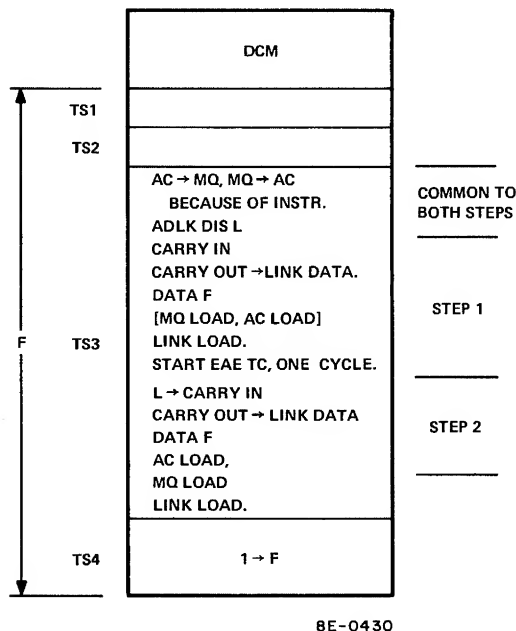 DCM
TS1
TS2
AC → MQ, MQ → AC
BECAUSE OF INSTR.
ADLK DIS L
COMMON TO
BOTH STEPS
CARRY IN
CARRY OUT → LINK DATA.
DATA F
[MQ LOAD, AC LOAD]
LINK LOAD.
START EAE TC, ONE CYCLE.
STEP 1
F
TS3
L → CARRY IN
CARRY OUT → LINK DATA
DATA F
AC LOAD,
MQ LOAD
LINK LOAD.
STEP 2
TS4
1 → F
8E-0430